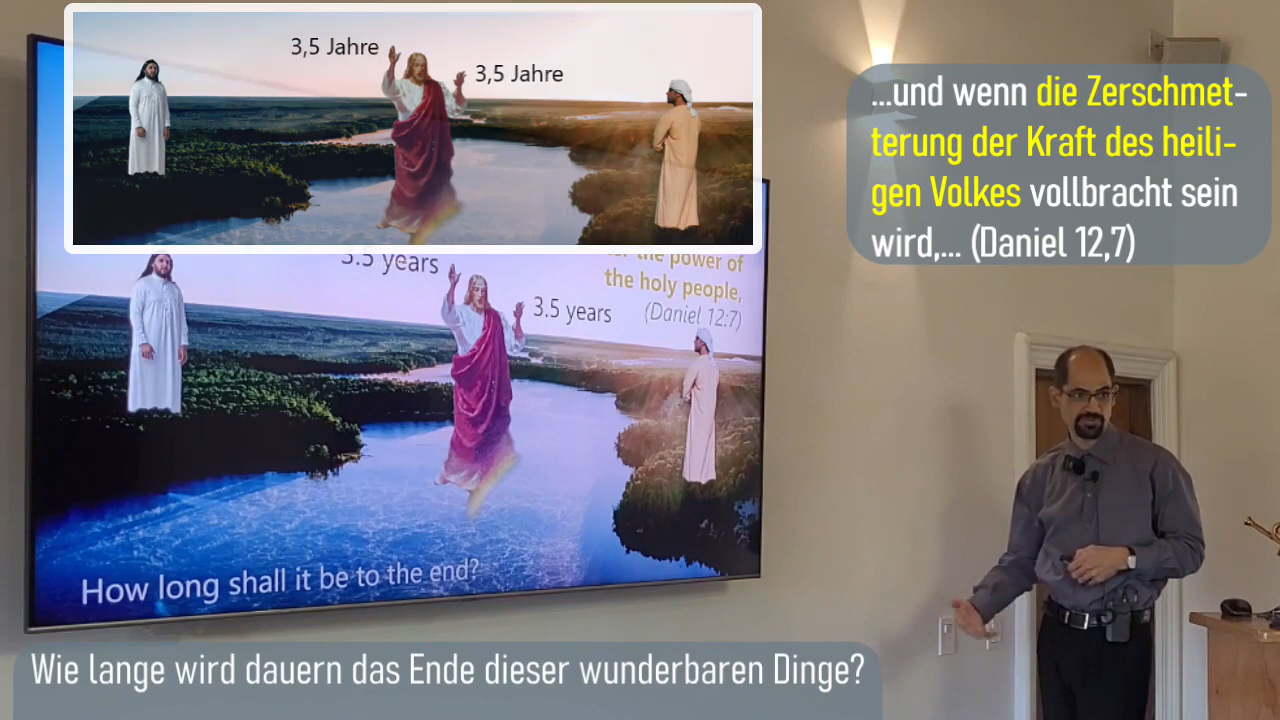 3,5 Jahre
3,5 Jahre
...und wenn die Zerschmet-
terung der Kraft des heili-
gen Volkes vollbracht sein
wird,... (Daniel 12,7)
3.5 years
the power of
the holy people,
3.5 years
(Daniel 12:7)
How long shall it be to the end?
Wie lange wird dauern das Ende dieser wunderbaren Dinge?